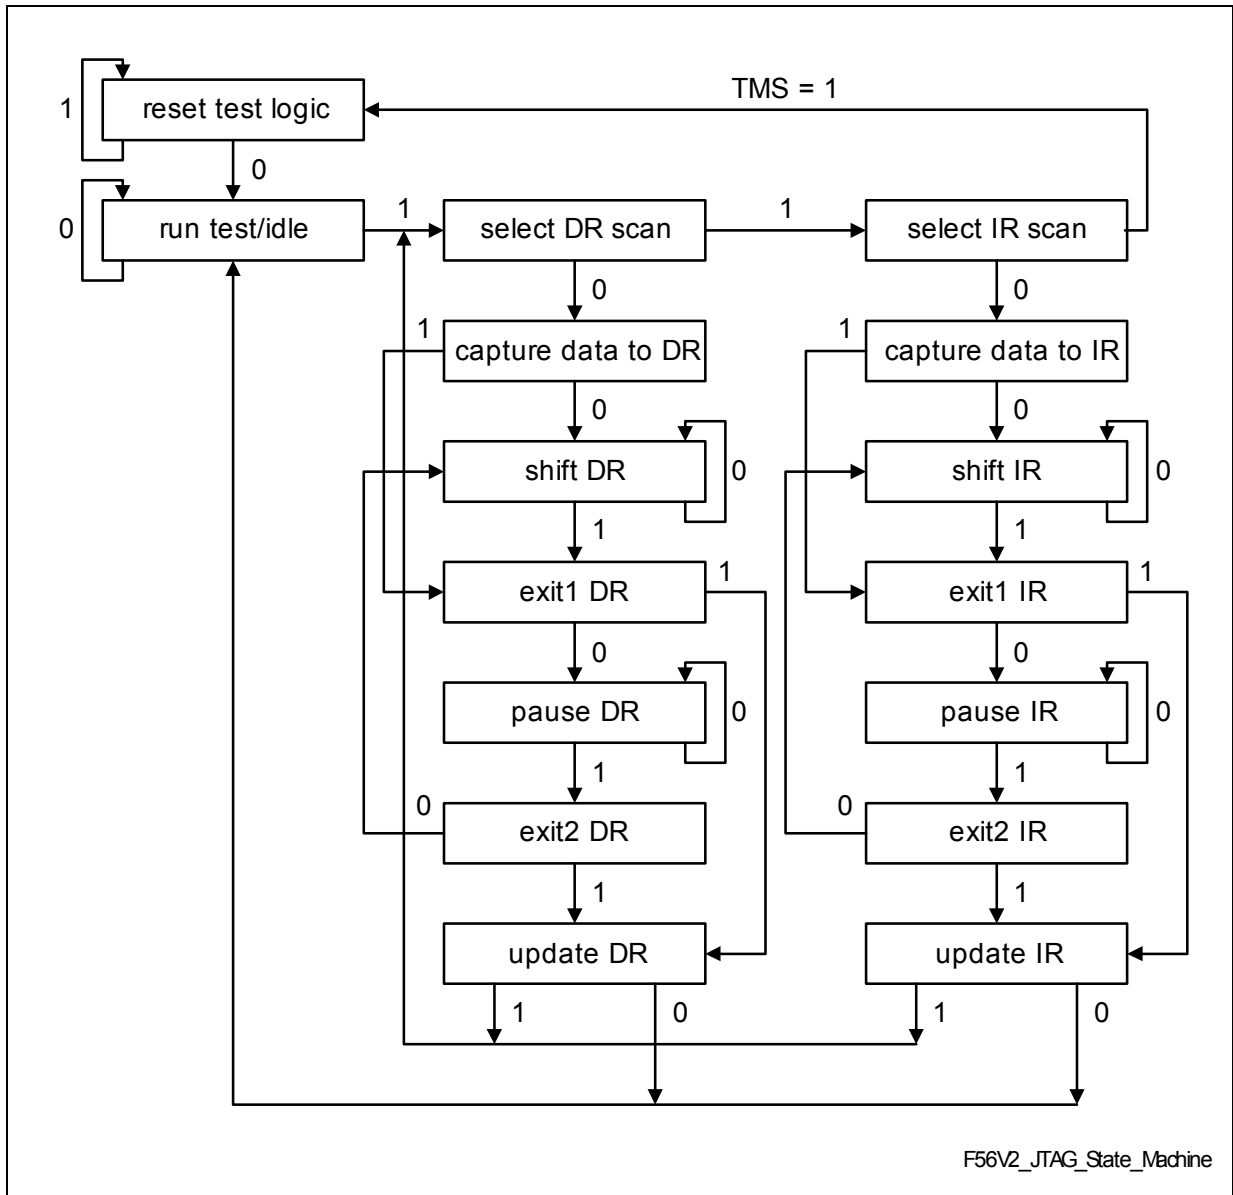 TMS = 1
1
reset test logic
0
0
run test/idle
1
select DR scan
1
select IR scan
0
0
1
capture data to DR
1
capture data to IR
0
0
shift DR
0
shift IR
0
1
1
exit1 DR
1
exit1 IR
1
0
0
pause DR
0
pause IR
0
1
1
0
exit2 DR
0
exit2 IR
1
1
update DR
update IR
1
0
1
0
F56V2_JTAG_State_Machine